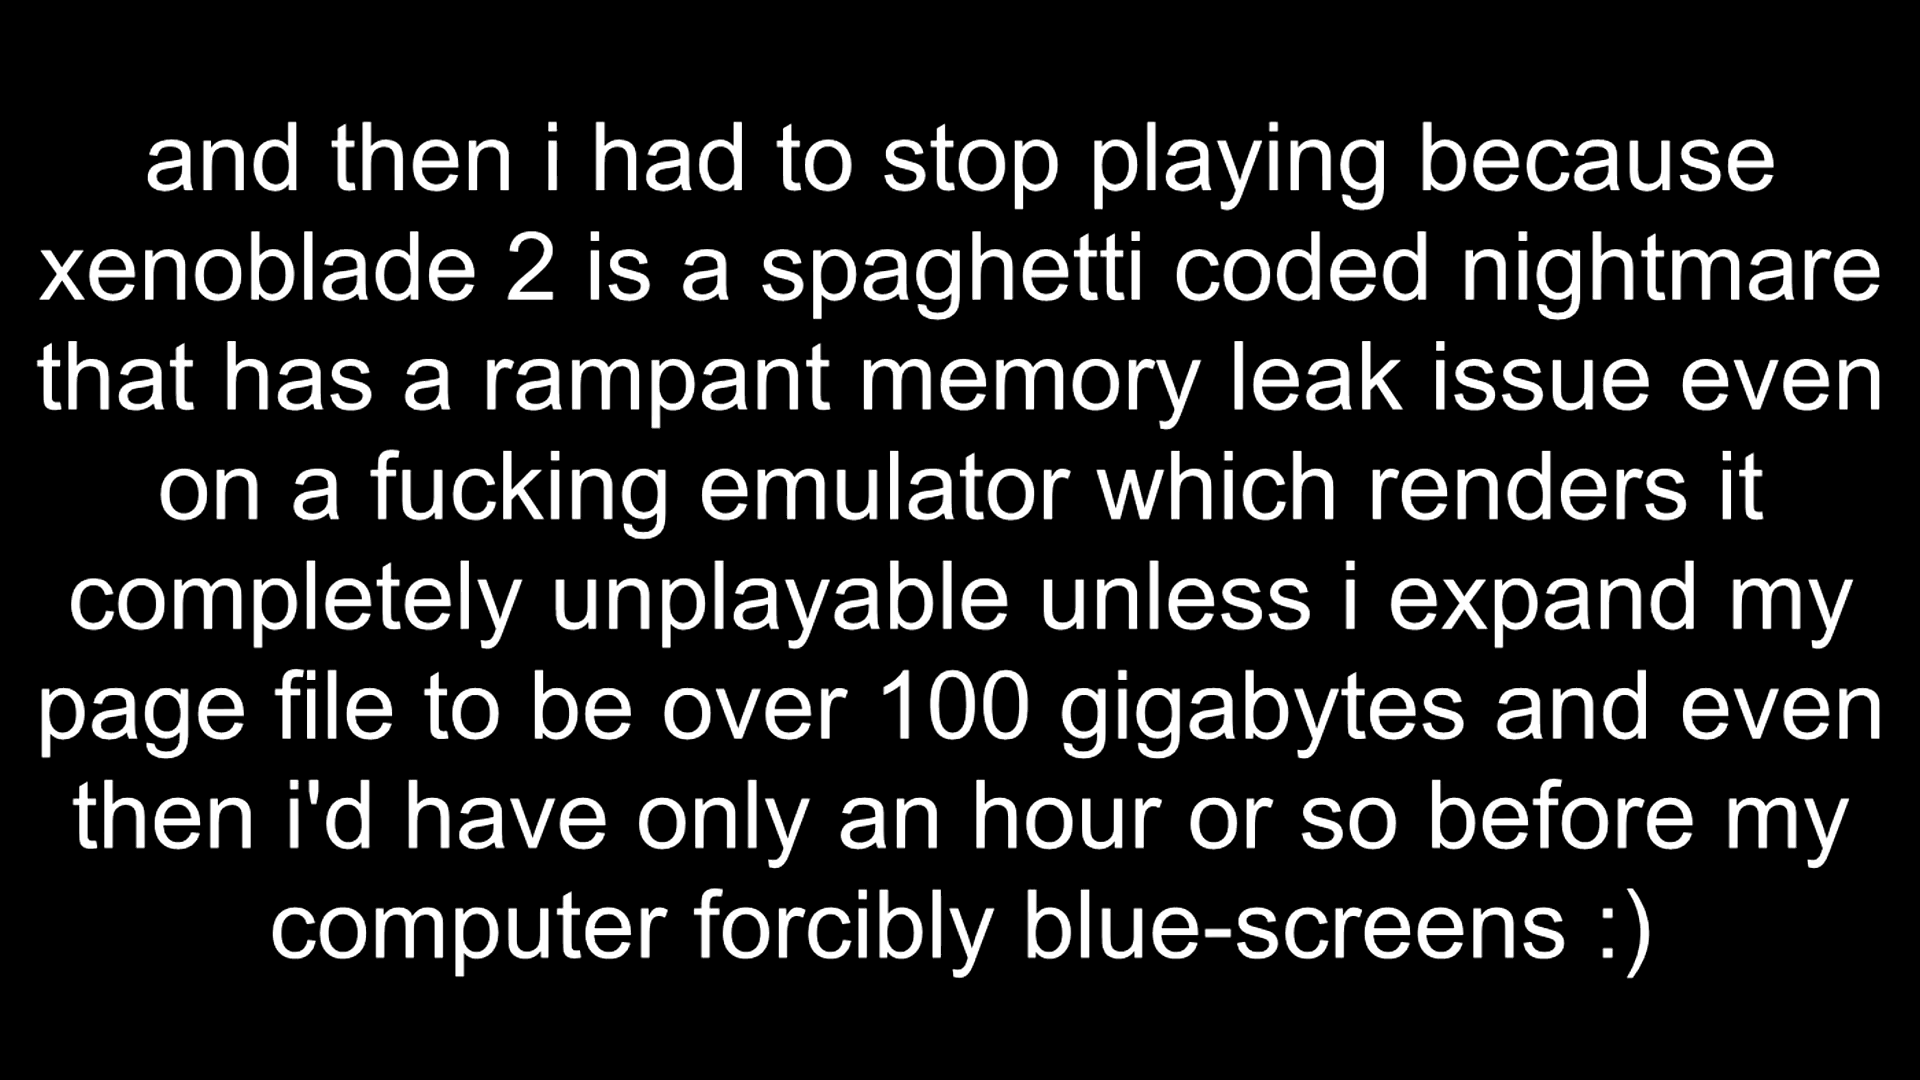 and then i had to stop playing because
xenoblade 2 is a spaghetti coded nightmare
that has a rampant memory leak issue even
on a fucking emulator which renders it
completely unplayable unless i expand my
page file to be over 100 gigabytes and even
then i'd have only an hour or so before my
computer forcibly blue-screens :)